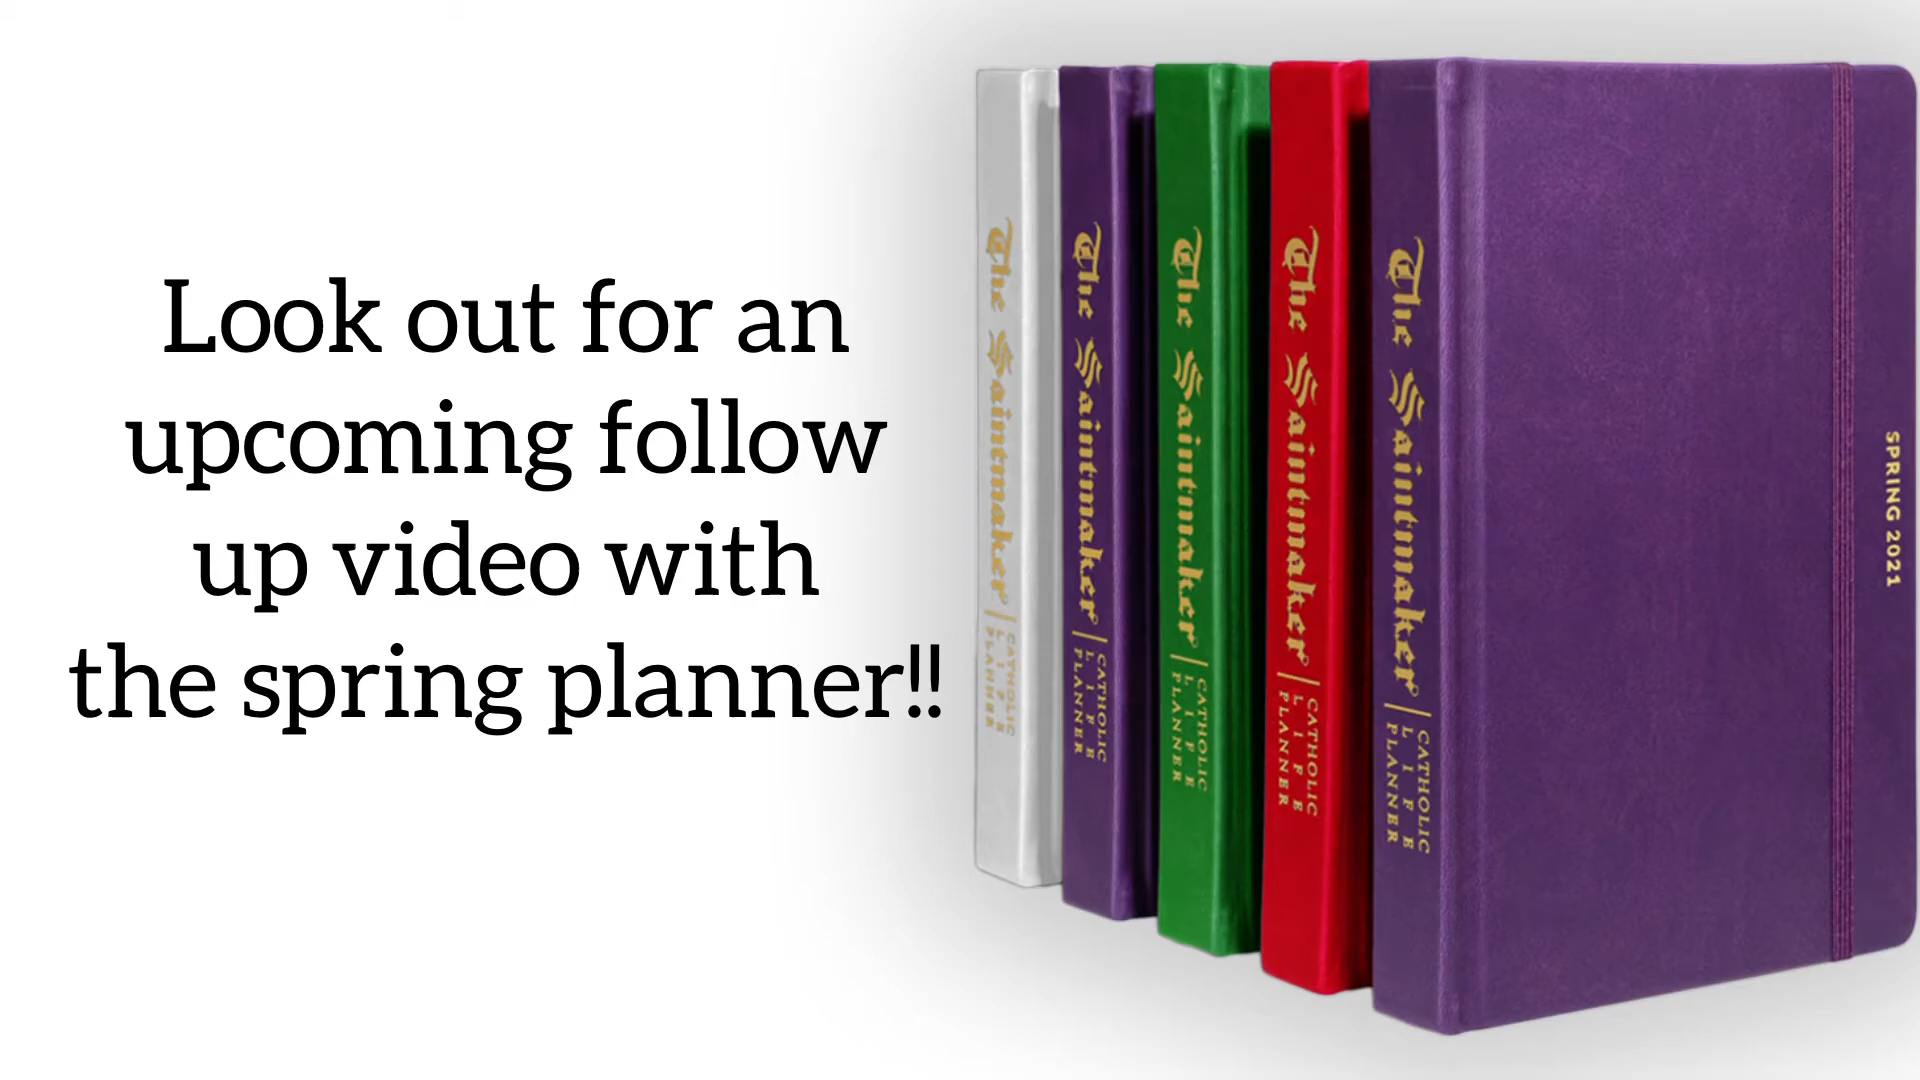 Look out for an
upcoming follow
up video with
the spring planner!!
The Saintmaker
CATHOLIC
LIFE
PLANNER
The Saintmaker
CATHOLIC
LIFE
PLANNER
The Saintmaker
CATHOLIC
LIFE
PLANNER
The Saintmaker
CATHOLIC
LIFE
PLANNER
The Saintmaker
CATHOLIC
LIFE
PLANNER
SPRING 2021